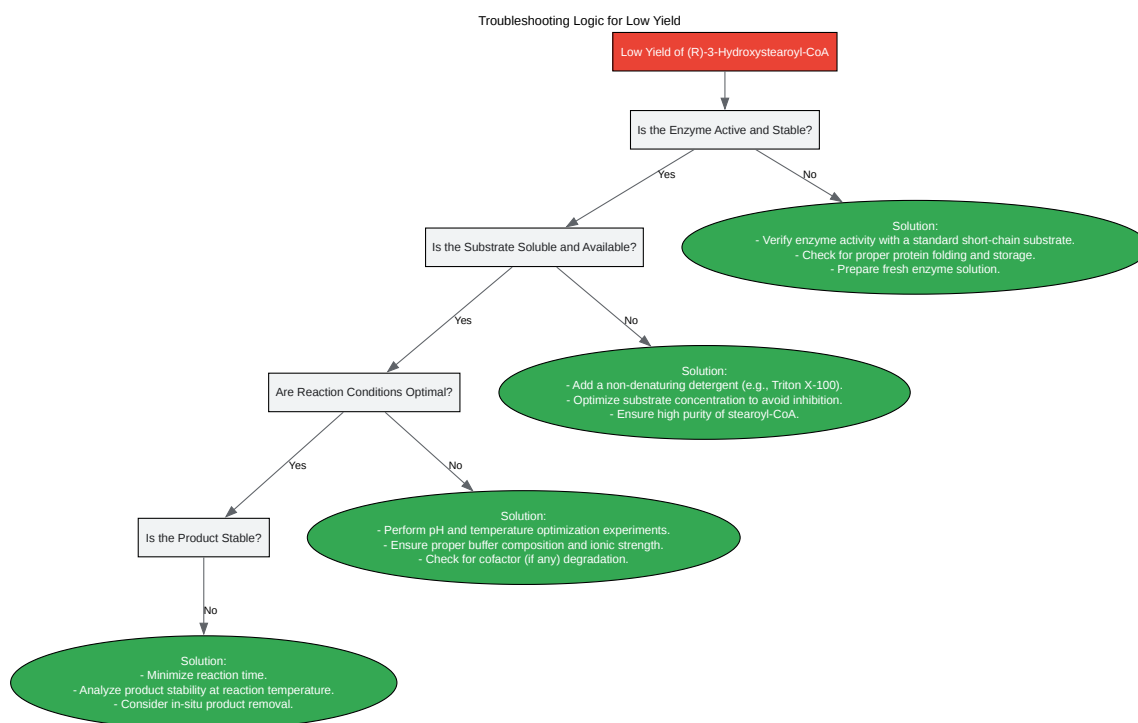 Troubleshooting Logic for Low Yield
Low Yield of (R)-3-Hydroxystearoyl-CoA
Is the Enzyme Active and Stable?
Yes
No
Solution:
- Verify enzyme activity with a standard short-chain substrate.
- Check for proper protein folding and storage.
- Prepare fresh enzyme solution.
Is the Substrate Soluble and Available?
Yes
No
Solution:
- Add a non-denaturing detergent (e.g., Triton X-100).
- Optimize substrate concentration to avoid inhibition.
- Ensure high purity of stearoyl-CoA.
Are Reaction Conditions Optimal?
Yes
No
Solution:
- Perform pH and temperature optimization experiments.
- Ensure proper buffer composition and ionic strength.
- Check for cofactor (if any) degradation.
Is the Product Stable?
No
Solution:
- Minimize reaction time.
- Analyze product stability at reaction temperature.
- Consider in-situ product removal.